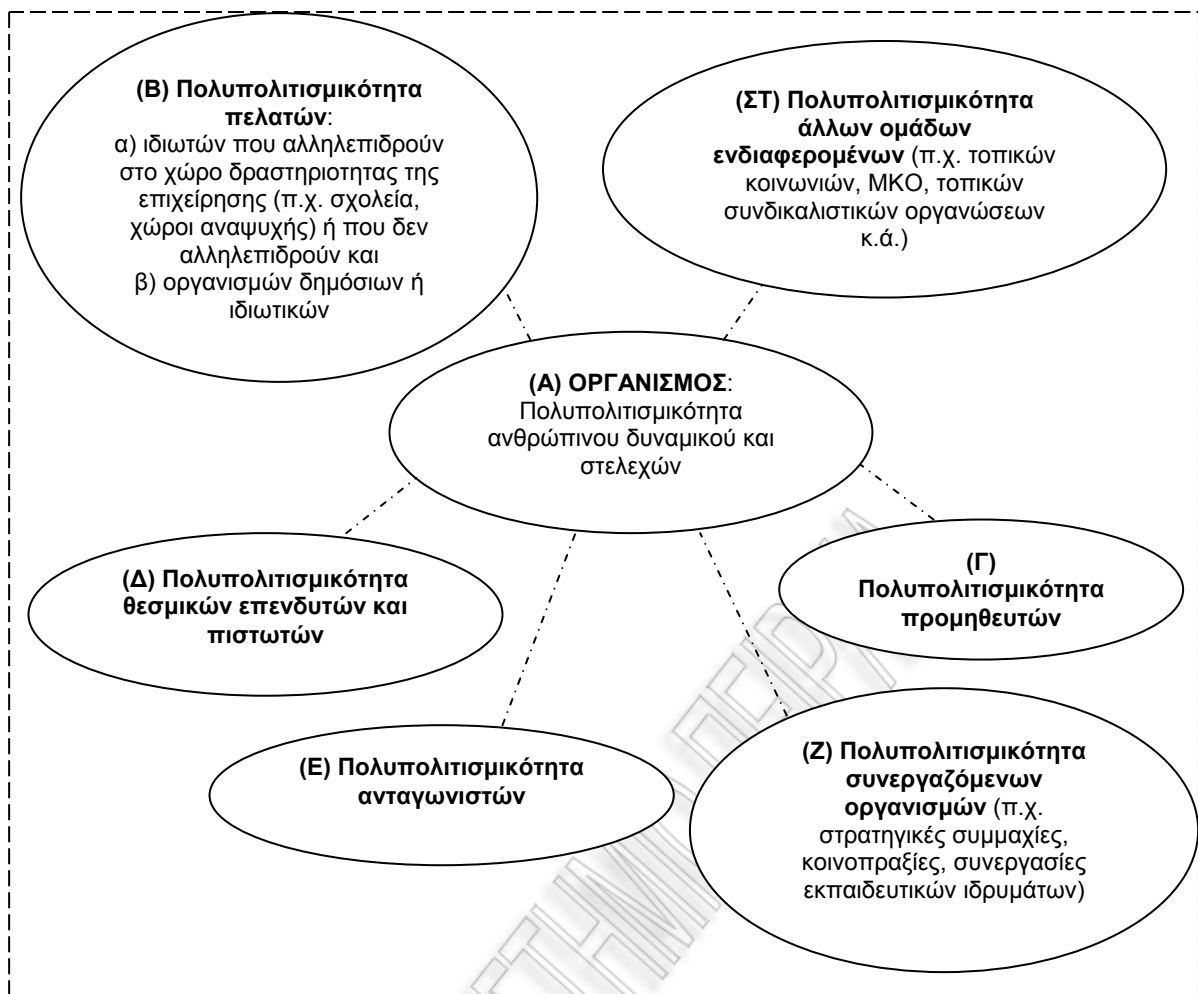 (Β) Πολυπολιτισμικότητα
πελατών:
α) ιδιωτών που αλληλεπιδρούν
στο χώρο δραστηριοτητας της
επιχείρησης (π.χ. σχολεία,
χώροι αναψυχής) ή που δεν
αλληλεπιδρούν και
β) οργανισμών δημόσιων ή
ιδιωτικών
(ΣΤ) Πολυπολιτισμικότητα
άλλων ομάδων
ενδιαφερομένων (π.χ. τοπικών
κοινωνιών, ΜΚΟ, τοπικών
συνδικαλιστικών οργανώσεων
κ.ά.)
(Α) ΟΡΓΑΝΙΣΜΟΣ:
Πολυπολιτισμικότητα
ανθρώπινου δυναμικού και
στελεχών
(Δ) Πολυπολιτισμικότητα
θεσμικών επενδυτών και
πιστωτών
(Γ)
Πολυπολιτισμικότητα
προμηθευτών
(Ε) Πολυπολιτισμικότητα
ανταγωνιστών
(Ζ) Πολυπολιτισμικότητα
συνεργαζόμενων
οργανισμών (π.χ.
στρατηγικές συμμαχίες,
κοινοπραξίες, συνεργασίες
εκπαιδευτικών ιδρυμάτων)